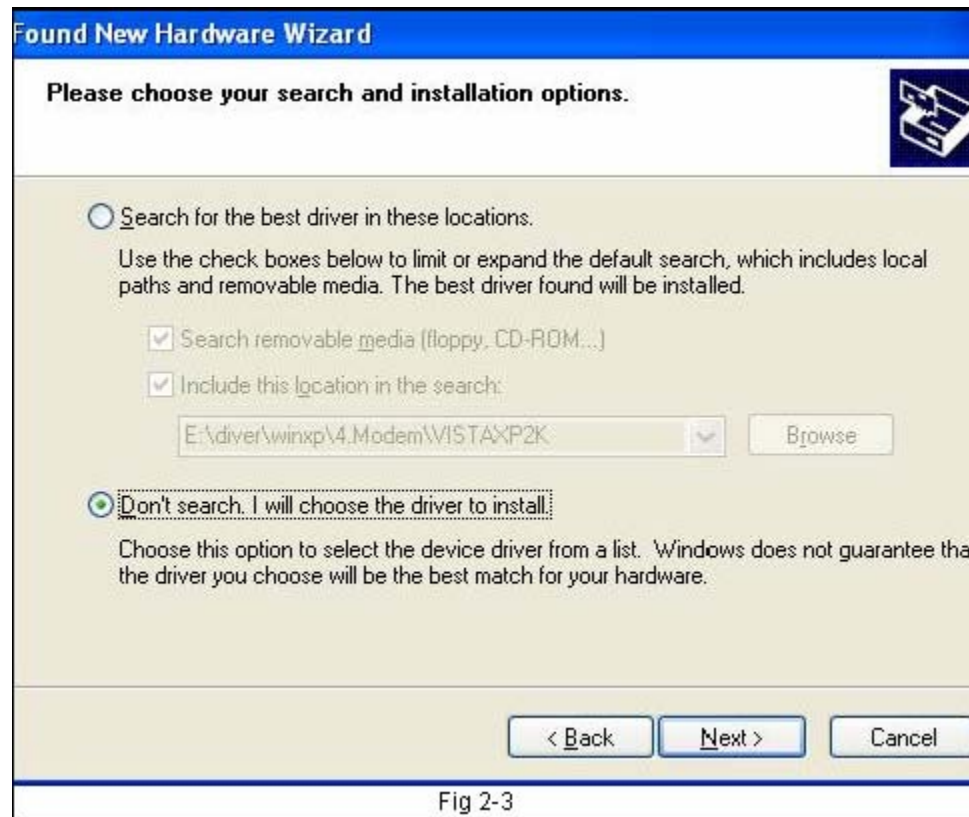 Found New Hardware Wizard
Please choose your search and installation options.
Search for the best driver in these locations.
Use the check boxes below to limit or expand the default search, which includes local
paths and removable media. The best driver found will be installed.
Search removable media (floppy, CD-ROM...)
Include this location in the search:
E:\diver\winxp\4.Modem\VISTAXP2K
Browse
Don't search. I will choose the driver to install.
Choose this option to select the device driver from a list. Windows does not guarantee tha
the driver you choose will be the best match for your hardware.
< Back Next > Cancel
Fig 2-3